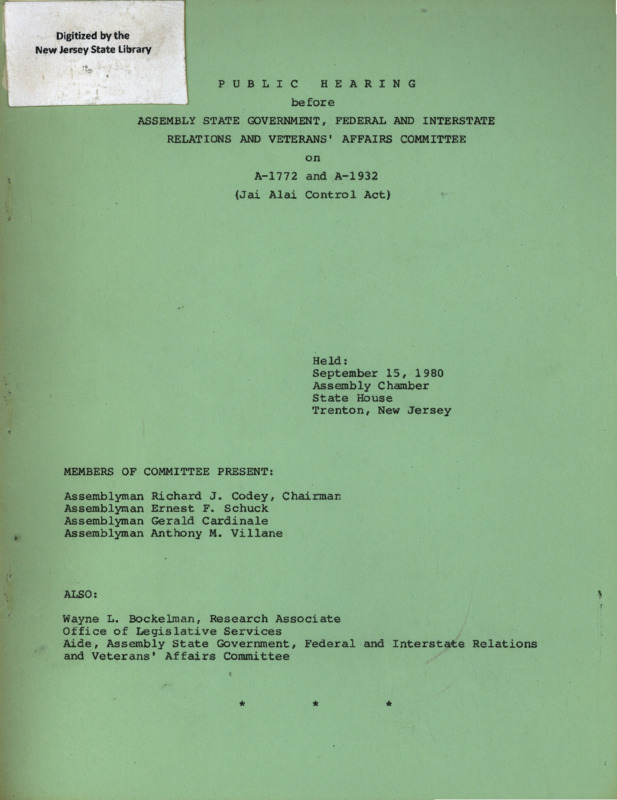 Digitized by the
New Jersey State Library
PUBLIC HEARING
before
ASSEMBLY STATE GOVERNMENT, FEDERAL AND INTERSTATE
RELATIONS AND VETERANS' AFFAIRS COMMITTEE
on
A-1772 and A-1932
(Jai Alai Control Act)
Held:
September 15, 1980
Assembly Chamber
State House
Trenton, New Jersey
MEMBERS OF COMMITTEE PRESENT:
Assemblyman Richard J. Codey, Chairman
Assemblyman Ernest F. Schuck
Assemblyman Gerald Cardinale
Assemblyman Anthony M. Villane
ALSO:
Wayne L. Bockelman, Research Associate
Office of Legislative Services
Aide, Assembly State Government, Federal and Interstate Relations
and Veterans' Affairs Committee
* * *